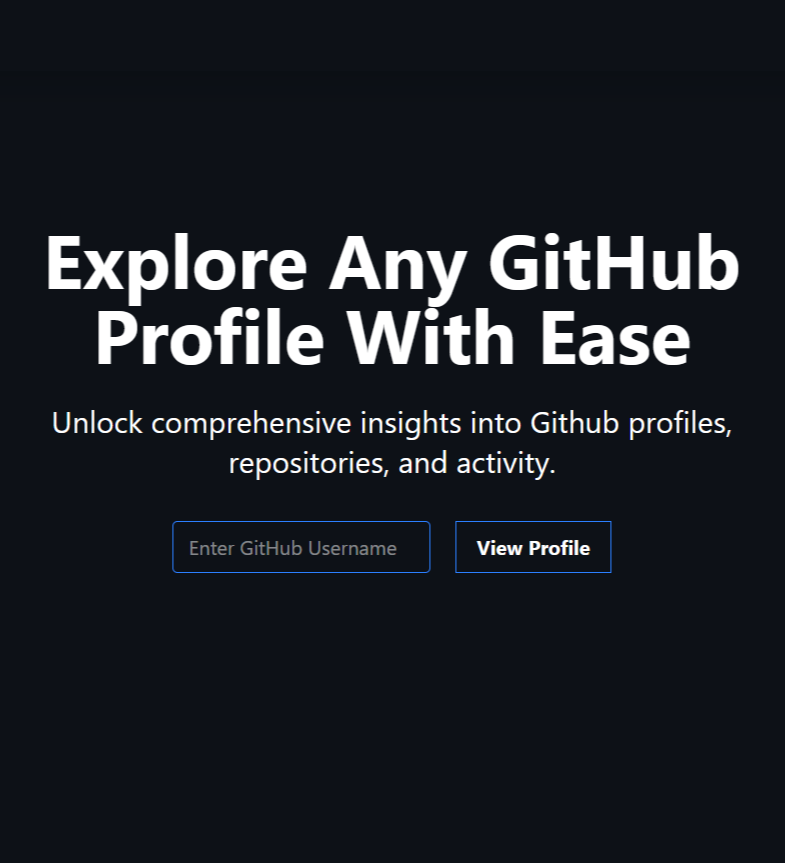 Explore Any GitHub
Profile With Ease
Unlock comprehensive insights into Github profiles,
repositories, and activity.
Enter GitHub Username
View Profile